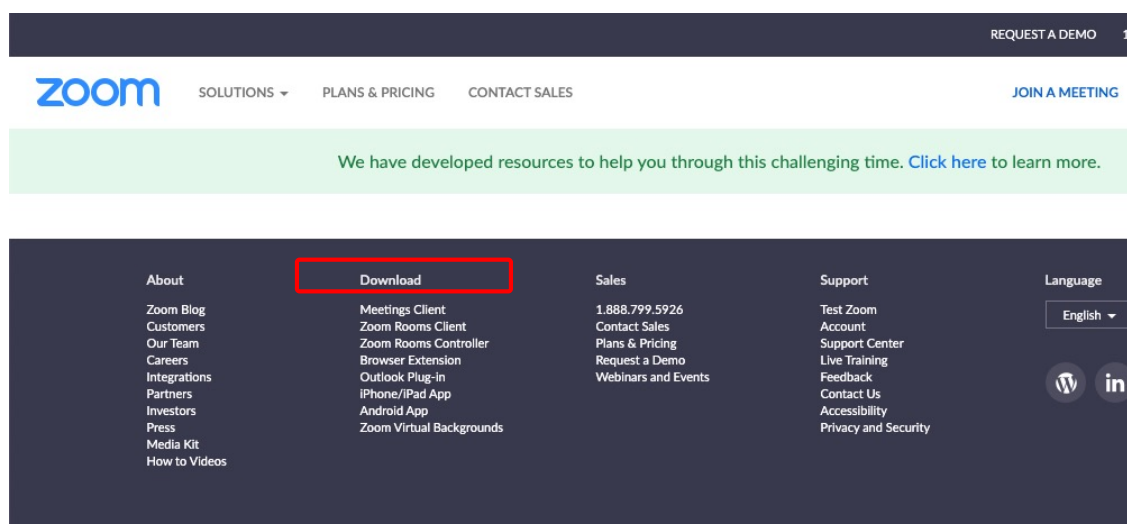 REQUEST A DEMO 1
zoom SOLUTIONS PLANS & PRICING CONTACT SALES JOIN A MEETING
We have developed resources to help you through this challenging time. Click here to learn more.
About
Zoom Blog
Customers
Our Team
Careers
Integrations
Partners
Investors
Press
Media Kit
How to Videos
Download
Meetings Client
Zoom Rooms Client
Zoom Rooms Controller
Browser Extension
Outlook Plug-in
iPhone/iPad App
Android App
Zoom Virtual Backgrounds
Sales
1.888.799.5926
Contact Sales
Plans & Pricing
Request a Demo
Webinars and Events
Support
Test Zoom
Account
Support Center
Live Training
Feedback
Contact Us
Accessibility
Privacy and Security
Language
English
in